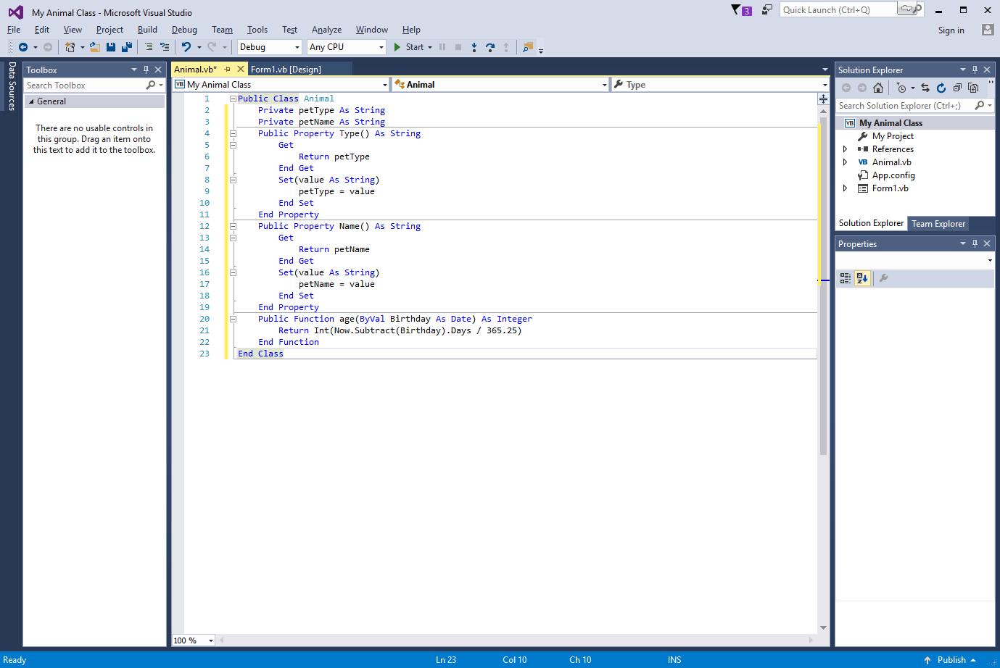 My Animal Class - Microsoft Visual Studio
3
Quick Launch (Ctrl+Q)
File Edit View Project Build Debug Team Tools Test Analyze Window Help
Sign in
Debug Any CPU Start
Data Sources
Toolbox
Search Toolbox
General
There are no usable controls in
this group. Drag an item onto
this text to add it to the toolbox.
Animal.vb* Form1.vb [Design]
VB My Animal Class Animal Type
1 Public Class Animal
2 Private petType As String
3 Private petName As String
4 Public Property Type() As String
5 Get
6 Return petType
7 End Get
8 Set(value As String)
9 petType = value
10 End Set
11 End Property
12 Public Property Name() As String
13 Get
14 Return petName
15 End Get
16 Set(value As String)
17 petName = value
18 End Set
19 End Property
20 Public Function age(ByVal Birthday As Date) As Integer
21 Return Int(Now.Subtract(Birthday).Days / 365.25)
22 End Function
23 End Class
100 %
Solution Explorer
Search Solution Explorer (Ctrl+;)
VB My Animal Class
My Project
References
VB Animal.vb
App.config
Form1.vb
Solution Explorer Team Explorer
Properties
AZ
Ready Ln 23 Col 10 Ch 10 INS Publish